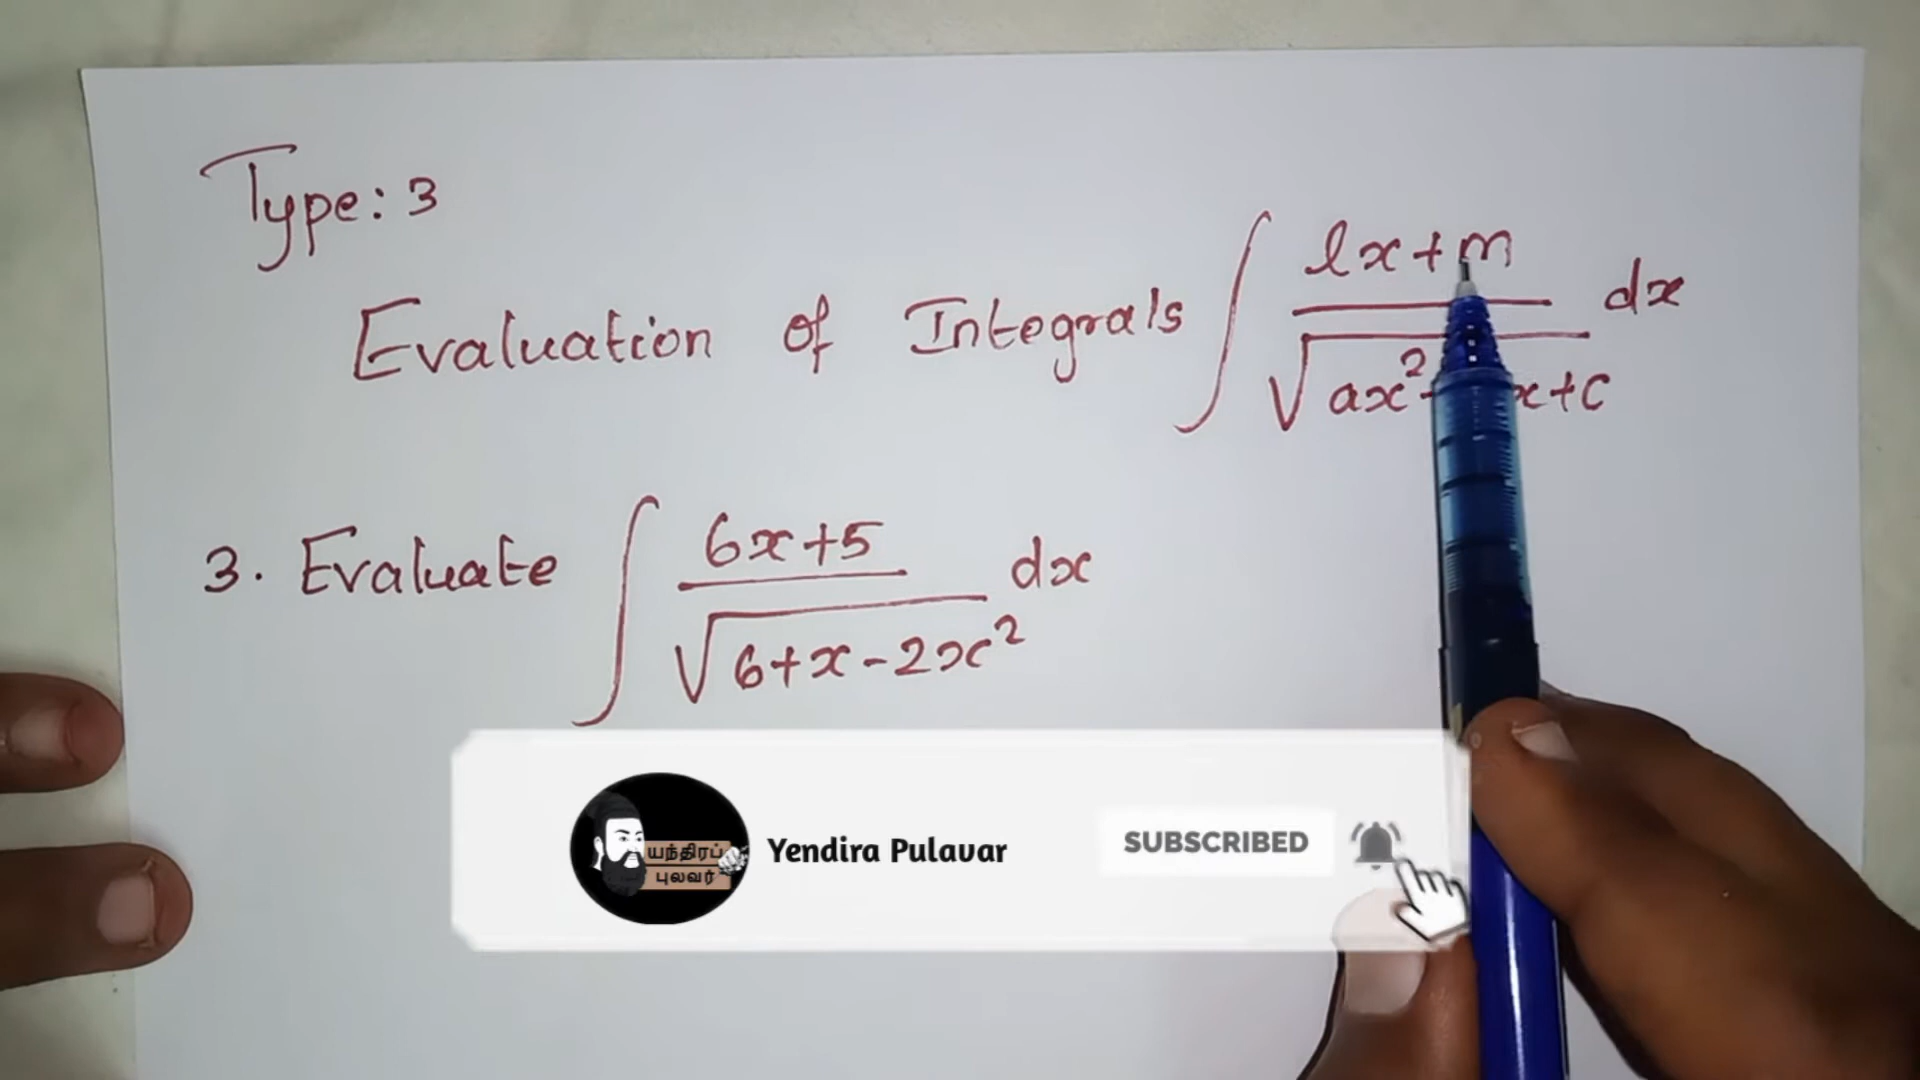 Type: 3
Evaluation of Integrals ∫ lx+m / √ax²+ x+c dx
3. Evaluate ∫ 6x+5 / √6+x-2x² dx
யந்திரப்
புலவர்
Yendira Pulavar
SUBSCRIBED